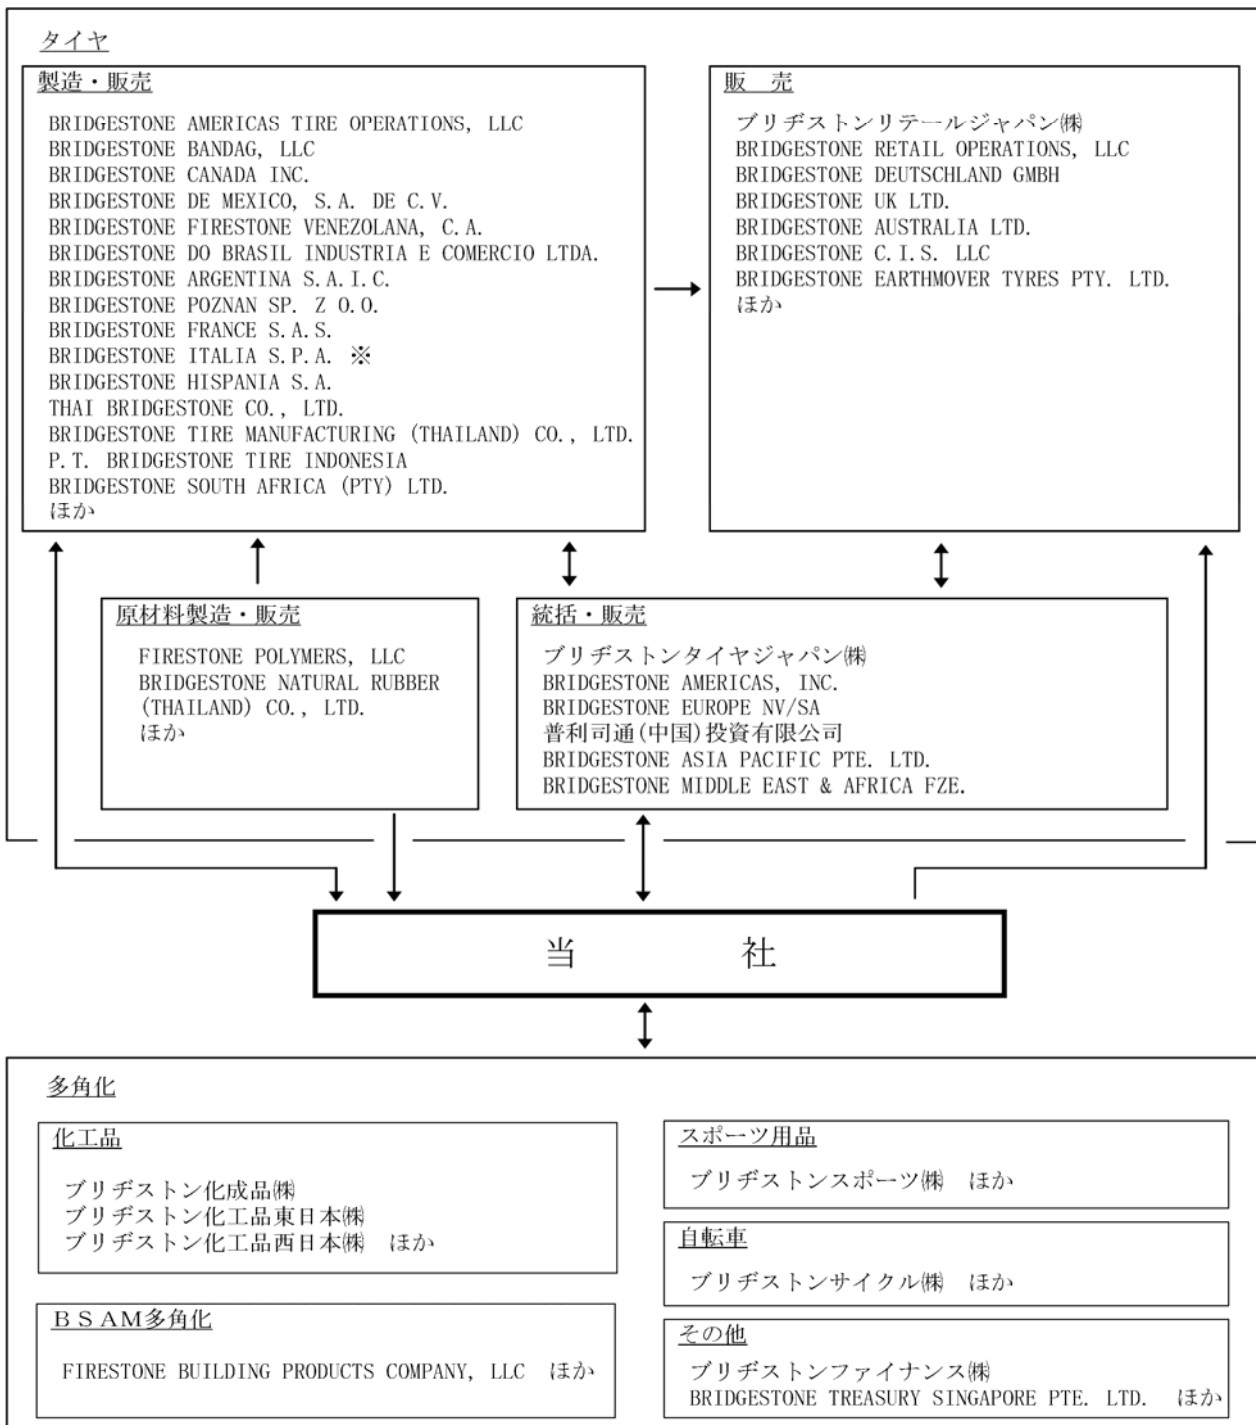 タイヤ
製造・販売
BRIDGESTONE AMERICAS TIRE OPERATIONS, LLC
BRIDGESTONE BANDAG, LLC
BRIDGESTONE CANADA INC.
BRIDGESTONE DE MEXICO, S.A. DE C.V.
BRIDGESTONE FIRESTONE VENEZOLANA, C.A.
BRIDGESTONE DO BRASIL INDUSTRIA E COMERCIO LTDA.
BRIDGESTONE ARGENTINA S.A.I.C.
BRIDGESTONE POZNAN SP. Z O.O.
BRIDGESTONE FRANCE S.A.S.
BRIDGESTONE ITALIA S.P.A. ※
BRIDGESTONE HISPANIA S.A.
THAI BRIDGESTONE CO., LTD.
BRIDGESTONE TIRE MANUFACTURING (THAILAND) CO., LTD.
P.T. BRIDGESTONE TIRE INDONESIA
BRIDGESTONE SOUTH AFRICA (PTY) LTD.
ほか
販　売
ブリヂストンリテールジャパン㈱
BRIDGESTONE RETAIL OPERATIONS, LLC
BRIDGESTONE DEUTSCHLAND GMBH
BRIDGESTONE UK LTD.
BRIDGESTONE AUSTRALIA LTD.
BRIDGESTONE C.I.S. LLC
BRIDGESTONE EARTHMOVER TYRES PTY. LTD.
ほか
原材料製造・販売
FIRESTONE POLYMERS, LLC
BRIDGESTONE NATURAL RUBBER
(THAILAND) CO., LTD.
ほか
統括・販売
ブリヂストンタイヤジャパン㈱
BRIDGESTONE AMERICAS, INC.
BRIDGESTONE EUROPE NV/SA
普利司通(中国)投資有限公司
BRIDGESTONE ASIA PACIFIC PTE. LTD.
BRIDGESTONE MIDDLE EAST & AFRICA FZE.
当　　　社
多角化
化工品
ブリヂストン化成品㈱
ブリヂストン化工品東日本㈱
ブリヂストン化工品西日本㈱　ほか
ＢＳＡＭ多角化
FIRESTONE BUILDING PRODUCTS COMPANY, LLC　ほか
スポーツ用品
ブリヂストンスポーツ㈱　ほか
自転車
ブリヂストンサイクル㈱　ほか
その他
ブリヂストンファイナンス㈱
BRIDGESTONE TREASURY SINGAPORE PTE. LTD.　ほか